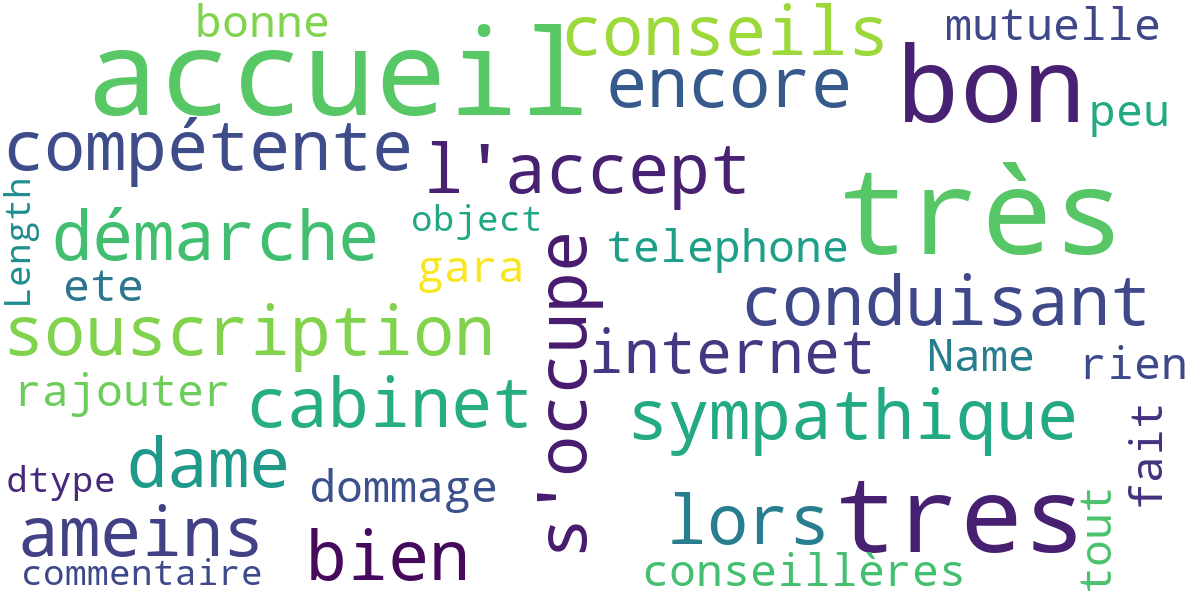 bonne
accueil
conseils
mutuelle
encore
bon
peu
compétente
l'accept
très
Length
démarche
object
telephone
gara
s'occupe
ete
conduisant
souscription
internet
Name
rien
rajouter
cabinet
sympathique
fait
dame
dtype
dommage
lors
tres
tout
ameins
bien
commentaire
conseillères